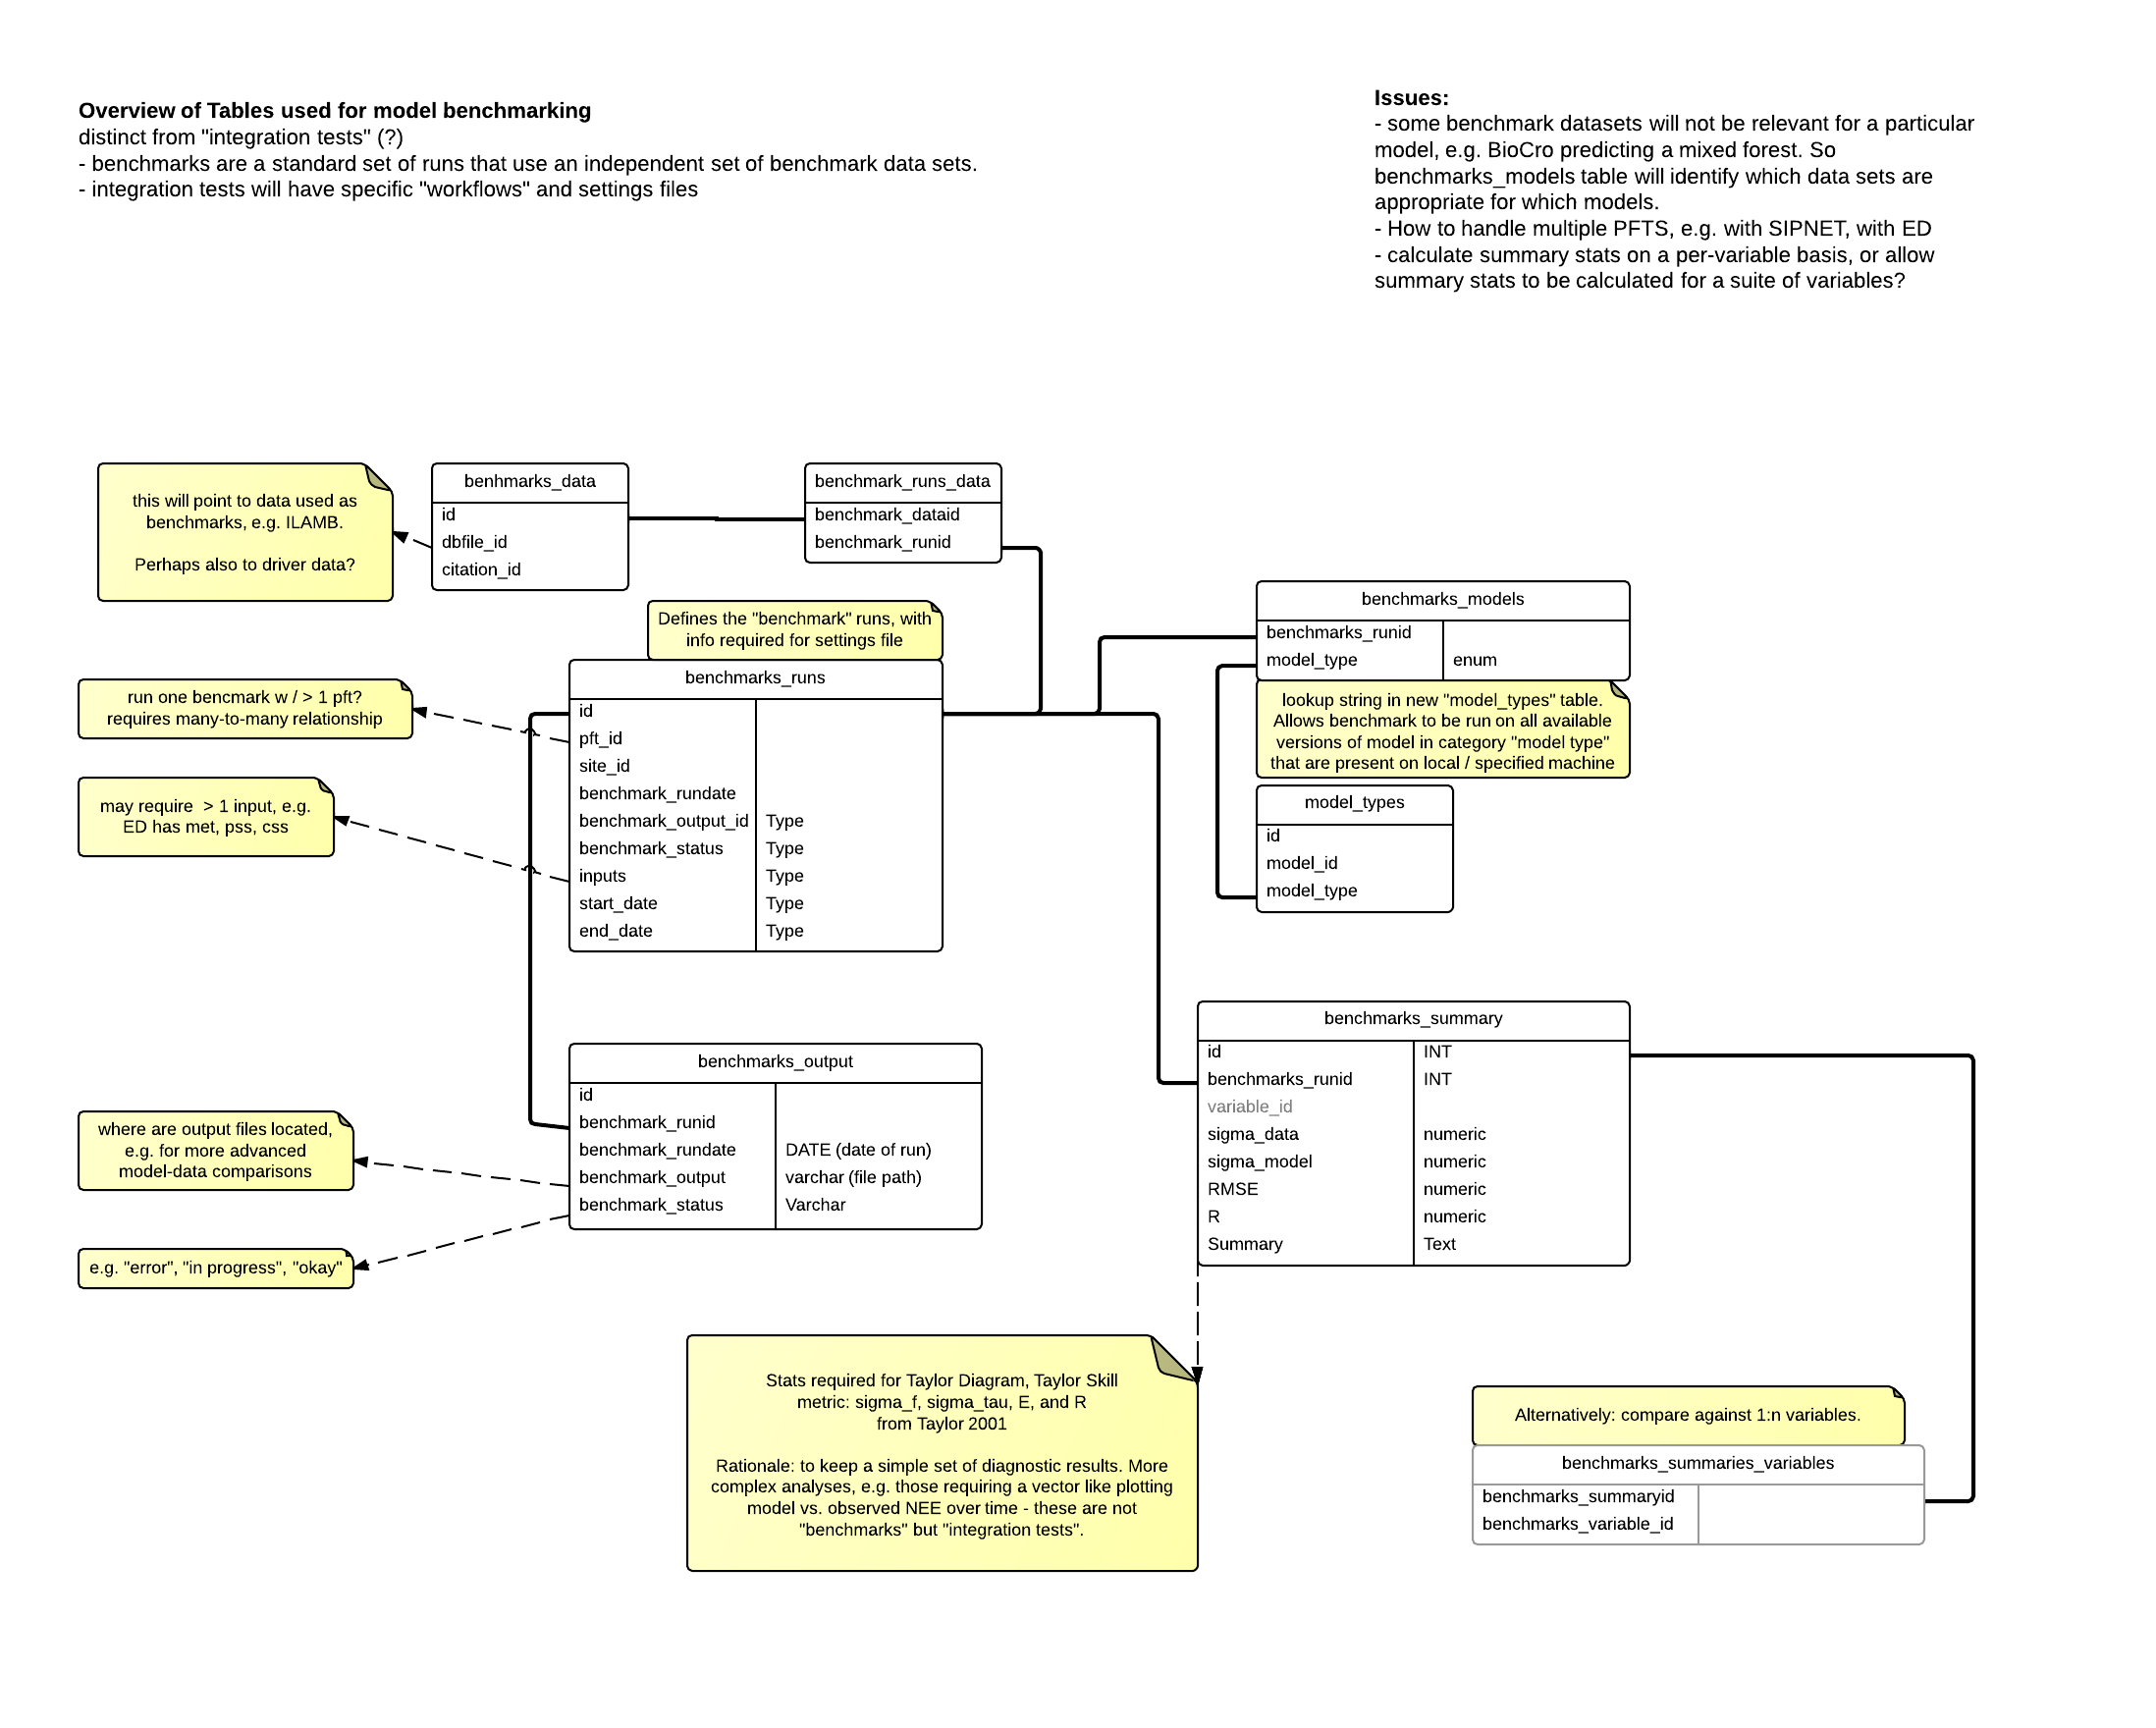 Overview of Tables used for model benchmarking
distinct from "integration tests" (?)
- benchmarks are a standard set of runs that use an independent set of benchmark data sets.
- integration tests will have specific "workflows" and settings files
Issues:
- some benchmark datasets will not be relevant for a particular
model, e.g. BioCro predicting a mixed forest. So
benchmarks_models table will identify which data sets are
appropriate for which models.
- How to handle multiple PFTS, e.g. with SIPNET, with ED
- calculate summary stats on a per-variable basis, or allow
summary stats to be calculated for a suite of variables?
this will point to data used as
benchmarks, e.g. ILAMB.
Perhaps also to driver data?
benhmarks_data
id
dbfile_id
citation_id
benchmark_runs_data
benchmark_dataid
benchmark_runid
Defines the "benchmark" runs, with
info required for settings file
benchmarks_runs
id
pft_id
site_id
benchmark_rundate
benchmark_output_id Type
benchmark_status Type
inputs Type
start_date Type
end_date Type
run one bencmark w / > 1 pft?
requires many-to-many relationship
may require > 1 input, e.g.
ED has met, pss, css
benchmarks_models
benchmarks_runid
model_type enum
lookup string in new "model_types" table.
Allows benchmark to be run on all available
versions of model in category "model type"
that are present on local / specified machine
model_types
id
model_id
model_type
benchmarks_output
id
benchmark_runid
benchmark_rundate DATE (date of run)
benchmark_output varchar (file path)
benchmark_status Varchar
where are output files located,
e.g. for more advanced
model-data comparisons
e.g. "error", "in progress", "okay"
benchmarks_summary
id INT
benchmarks_runid INT
variable_id
sigma_data numeric
sigma_model numeric
RMSE numeric
R numeric
Summary Text
Stats required for Taylor Diagram, Taylor Skill
metric: sigma_f, sigma_tau, E, and R
from Taylor 2001
Rationale: to keep a simple set of diagnostic results. More
complex analyses, e.g. those requiring a vector like plotting
model vs. observed NEE over time - these are not
"benchmarks" but "integration tests".
Alternatively: compare against 1:n variables.
benchmarks_summaries_variables
benchmarks_summaryid
benchmarks_variable_id